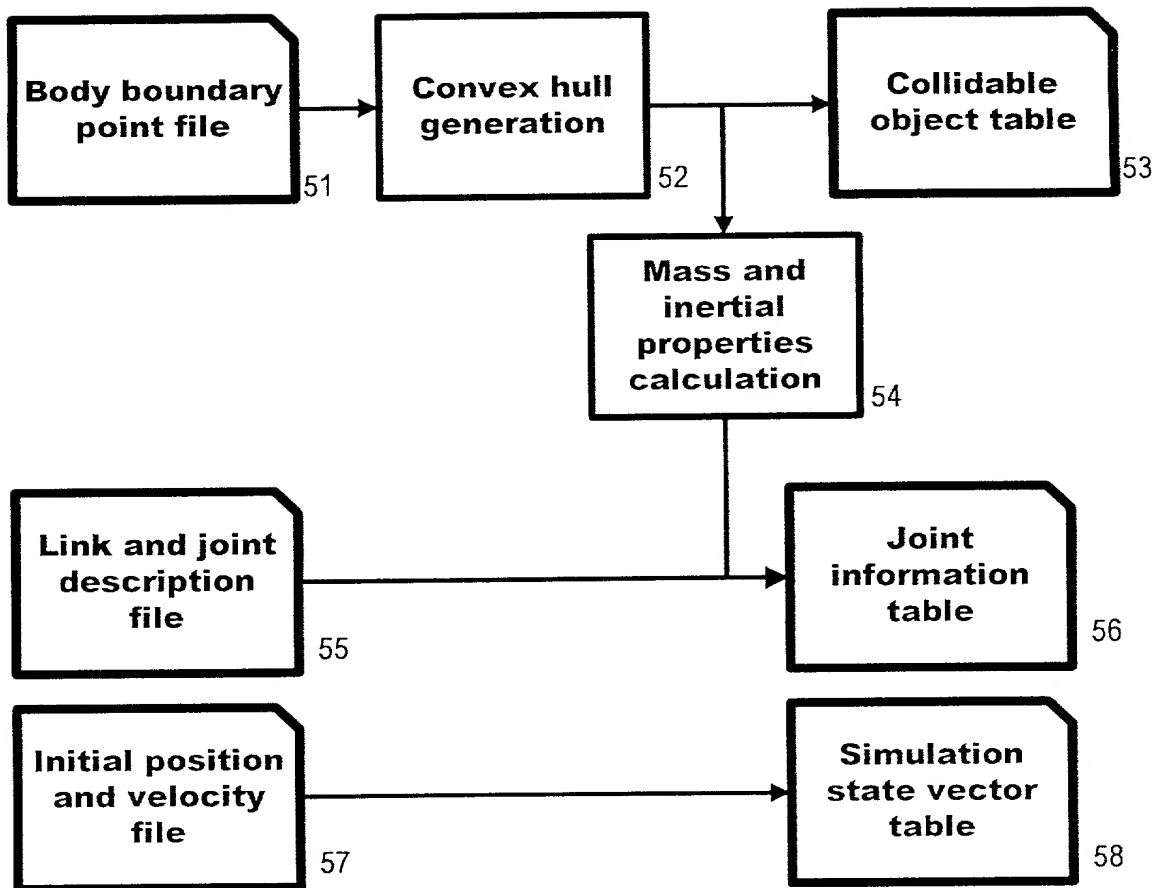 Body boundary
point file
51
Convex hull
generation
52
Collidable
object table
53
Mass and
inertial
properties
calculation
54
Link and joint
description
file
55
Joint
information
table
56
Initial position
and velocity
file
57
Simulation
state vector
table
58